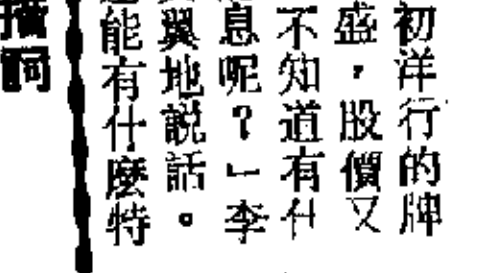 初洋行的牌
盛，股價又
不知道有什
息呢？」李
翼地說話。
能有什麼特
詞